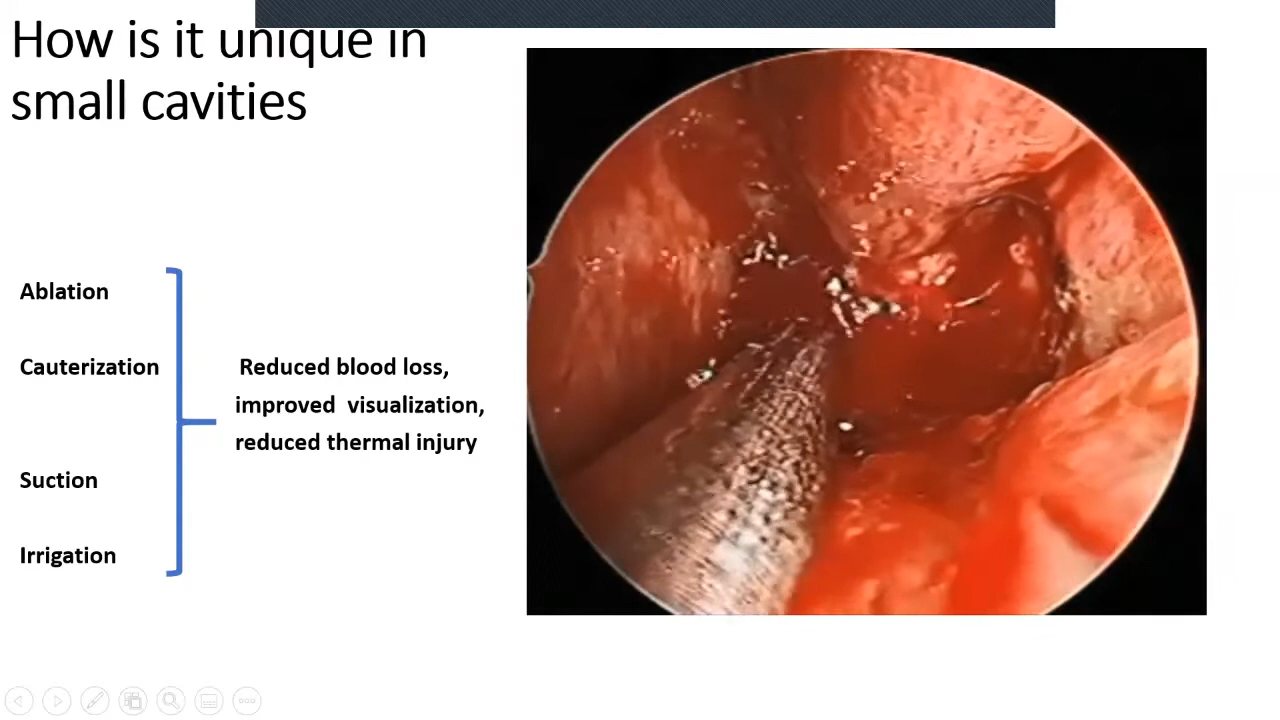 How is it unique in
small cavities
Ablation
Cauterization
Reduced blood loss,
improved visualization,
reduced thermal injury
Suction
Irrigation